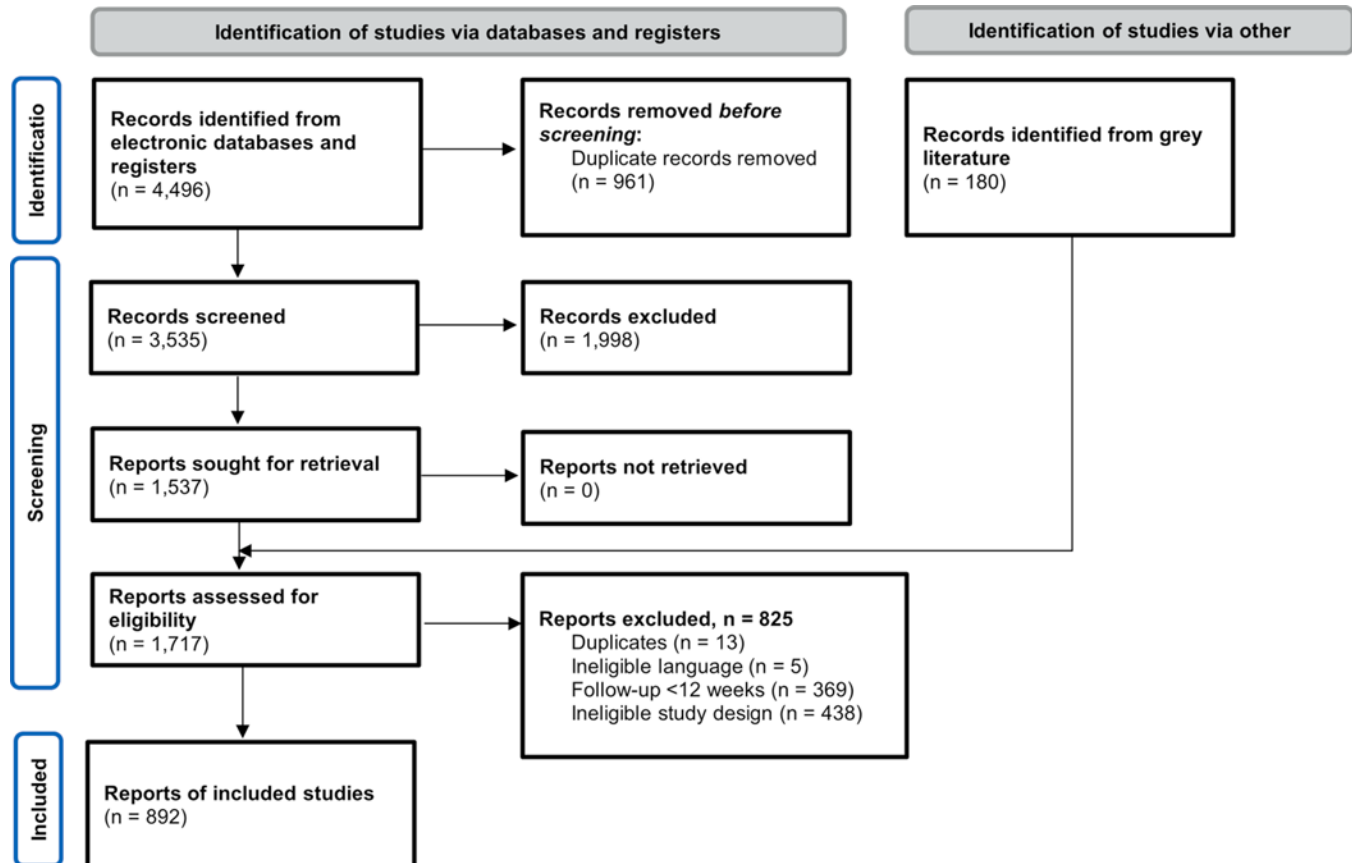 Identification of studies via databases and registers
Identification of studies via other
Identificatio
Records identified from
electronic databases and
registers
(n = 4,496)
Records removed before
screening:
Duplicate records removed
(n = 961)
Records identified from grey
literature
(n = 180)
Screening
Records screened
(n = 3,535)
Records excluded
(n = 1,998)
Reports sought for retrieval
(n = 1,537)
Reports not retrieved
(n = 0)
Reports assessed for
eligibility
(n = 1,717)
Reports excluded, n = 825
Duplicates (n = 13)
Ineligible language (n = 5)
Follow-up <12 weeks (n = 369)
Ineligible study design (n = 438)
Included
Reports of included studies
(n = 892)